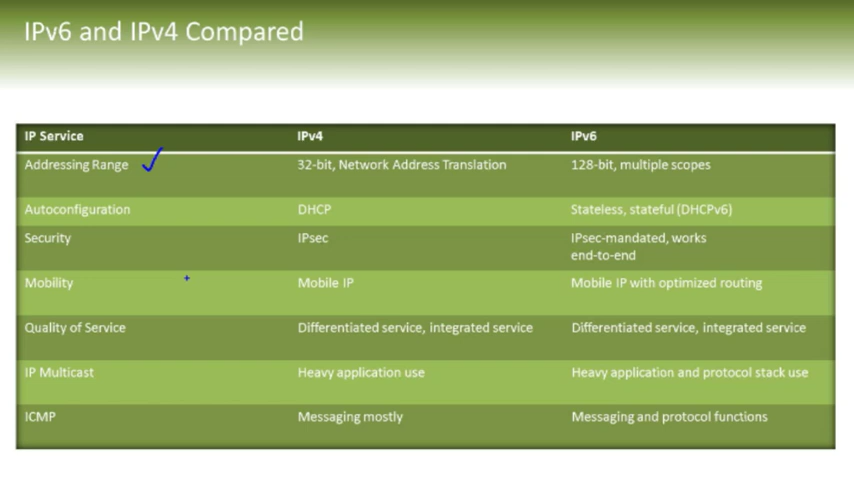 IPv6 and IPv4 Compared
IP Service IPv4 IPv6
Addressing Range 32-bit, Network Address Translation 128-bit, multiple scopes
Autoconfiguration DHCP Stateless, stateful (DHCPv6)
Security IPsec IPsec-mandated, works
end-to-end
Mobility Mobile IP Mobile IP with optimized routing
Quality of Service Differentiated service, integrated service Differentiated service, integrated service
IP Multicast Heavy application use Heavy application and protocol stack use
ICMP Messaging mostly Messaging and protocol functions